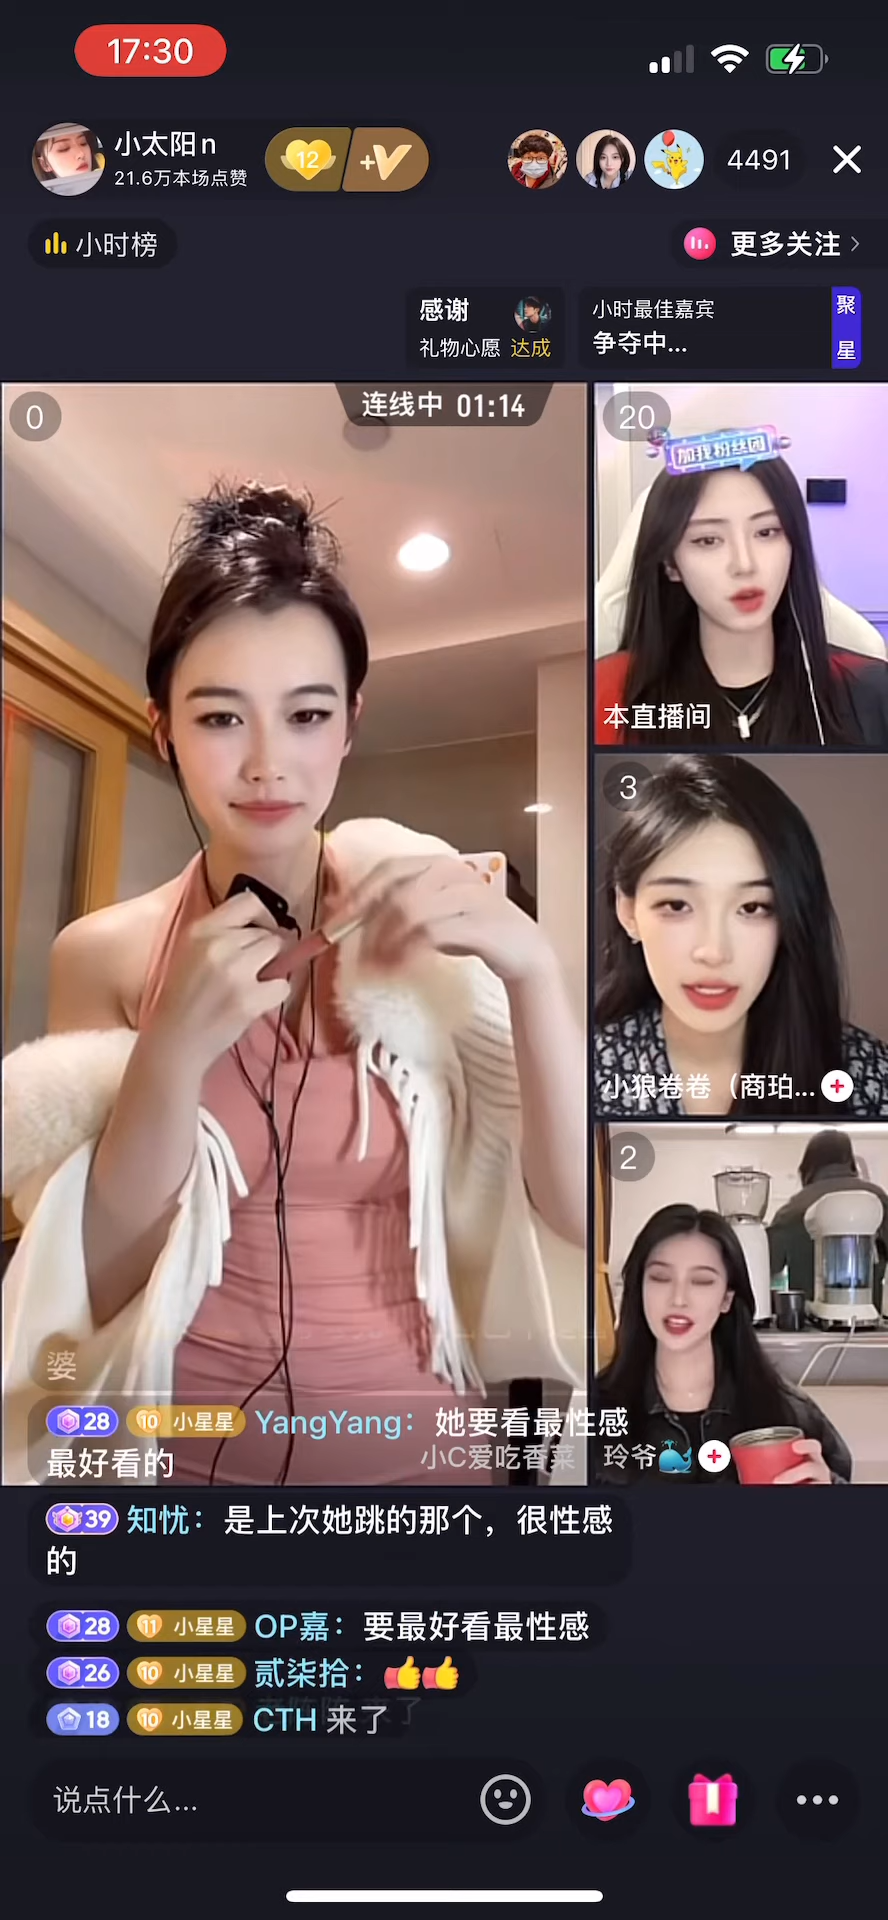 17:30
小太阳n
21.6万本场点赞
12
+V
4491
小时榜
更多关注
感谢
礼物心愿 达成
小时最佳嘉宾
争夺中...
聚星
0
连线中 01:14
20
加我粉丝团
本直播间
3
小狼卷卷（商珀...
2
婆
28 10 小星星 YangYang： 她要看最性感
最好看的
小C爱吃香菜
玲爷
39 知忧： 是上次她跳的那个，很性感
的
28 11 小星星 OP嘉： 要最好看最性感
26 10 小星星 贰柒拾：
18 10 小星星 CTH 来了
说点什么...